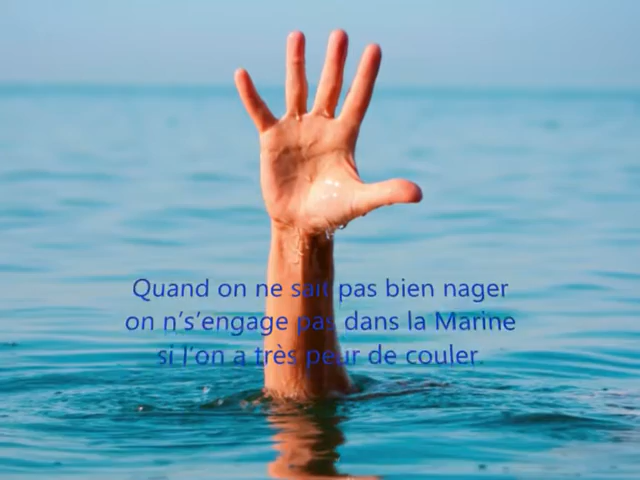 Quand on ne sait pas bien nager
on n's'engage pas dans la Marine
si l'on a très peur de couler.